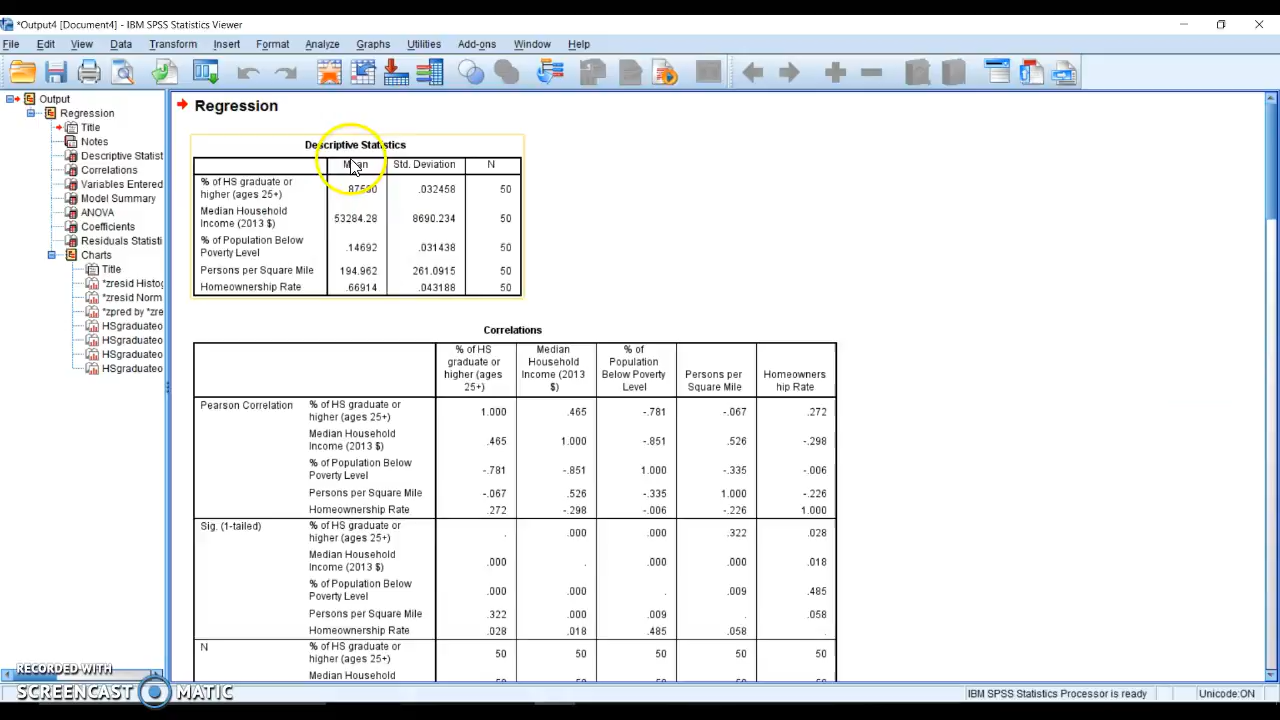 *Output4 [Document4] - IBM SPSS Statistics Viewer
File Edit View Data Transform Insert Format Analyze Graphs Utilities Add-ons Window Help
Output
Regression
Title
Notes
Descriptive Statist
Correlations
Variables Entered
Model Summary
ANOVA
Coefficients
Residuals Statisti
Charts
Title
*zresid Histog
*zresid Norm
*zpred by *zre
HSgraduateo
HSgraduateo
HSgraduateo
HSgraduateo
Regression
Descriptive Statistics
Mean Std. Deviation N
% of HS graduate or
higher (ages 25+) .032458 50
Median Household
Income (2013 $) 53284.28 8690.234 50
% of Population Below
Poverty Level .14692 .031438 50
Persons per Square Mile 194.962 261.0915 50
Homeownership Rate .66914 .043188 50
Correlations
% of HS
graduate or
higher (ages
25+)
Median
Household
Income (2013
$)
% of
Population
Below Poverty
Level
Persons per
Square Mile
Homeowners
hip Rate
Pearson Correlation % of HS graduate or
higher (ages 25+) 1.000 .465 -.781 -.067 .272
Median Household
Income (2013 $) .465 1.000 -.851 .526 -.298
% of Population Below
Poverty Level -.781 -.851 1.000 -.335 -.006
Persons per Square Mile -.067 .526 -.335 1.000 -.226
Homeownership Rate .272 -.298 -.006 -.226 1.000
Sig. (1-tailed) % of HS graduate or
higher (ages 25+) . .000 .000 .322 .028
Median Household
Income (2013 $) .000 . .000 .000 .018
% of Population Below
Poverty Level .000 .000 . .009 .485
Persons per Square Mile .322 .000 .009 . .058
Homeownership Rate .028 .018 .485 .058 .
N % of HS graduate or
higher (ages 25+) 50 50 50 50 50
Median Household 50 50 50 50 50
RECORDED WITH
SCREENCAST MATIC
IBM SPSS Statistics Processor is ready Unicode:ON